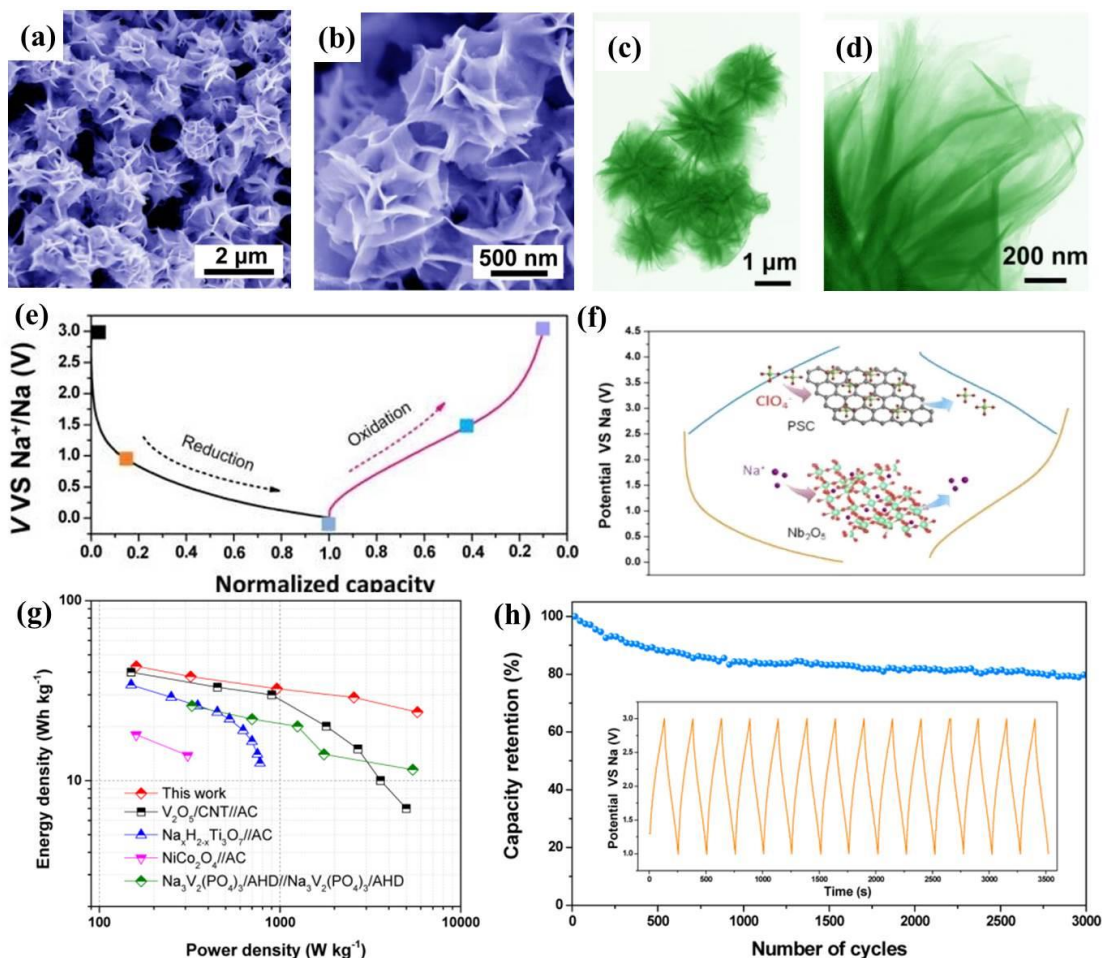 (a)
2 μm
(b)
500 nm
(c)
1 μm
(d)
200 nm
(e)
V VS Na⁺/Na (V)
3.0
2.5
2.0
1.5
1.0
0.5
0.0
Reduction
Oxidation
0.0 0.2 0.4 0.6 1.0 0.6 0.4 0.2 0.0
Normalized capacity
(f)
Potential VS Na (V)
4.5
4.0
3.5
3.0
2.5
2.0
1.5
1.0
0.5
0.0
ClO₄⁻
PSC
Na⁺
Nb₂O₅
(g)
Energy density (Wh kg⁻¹)
100
10
This work
V₂O₅/CNT//AC
NaₓH₂₋ₓTi₃O₇//AC
NiCo₂O₄//AC
Na₃V₂(PO₄)₃/AHD//Na₃V₂(PO₄)₃/AHD
100 1000 10000
Power density (W kg⁻¹)
(h)
Capacity retention (%)
100
80
60
40
20
0
Potential VS Na (V)
3.0
2.5
2.0
1.5
1.0
0 500 1000 1500 2000 2500 3000 3500
Time (s)
0 500 1000 1500 2000 2500 3000
Number of cycles